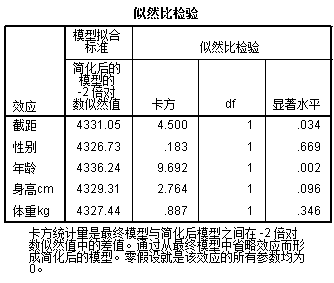 似然比检验
模型拟合标准 似然比检验
效应 简化后的模型的 -2 倍对数似然值 卡方 df 显著水平
截距 4331.05 4.500 1 .034
性别 4326.73 .183 1 .669
年龄 4336.24 9.692 1 .002
身高cm 4329.31 2.764 1 .096
体重kg 4327.44 .887 1 .346
卡方统计量是最终模型与简化后模型之间在 -2 倍对
数似然值中的差值。通过从最终模型中省略效应而形
成简化后的模型。零假设就是该效应的所有参数均为
0。